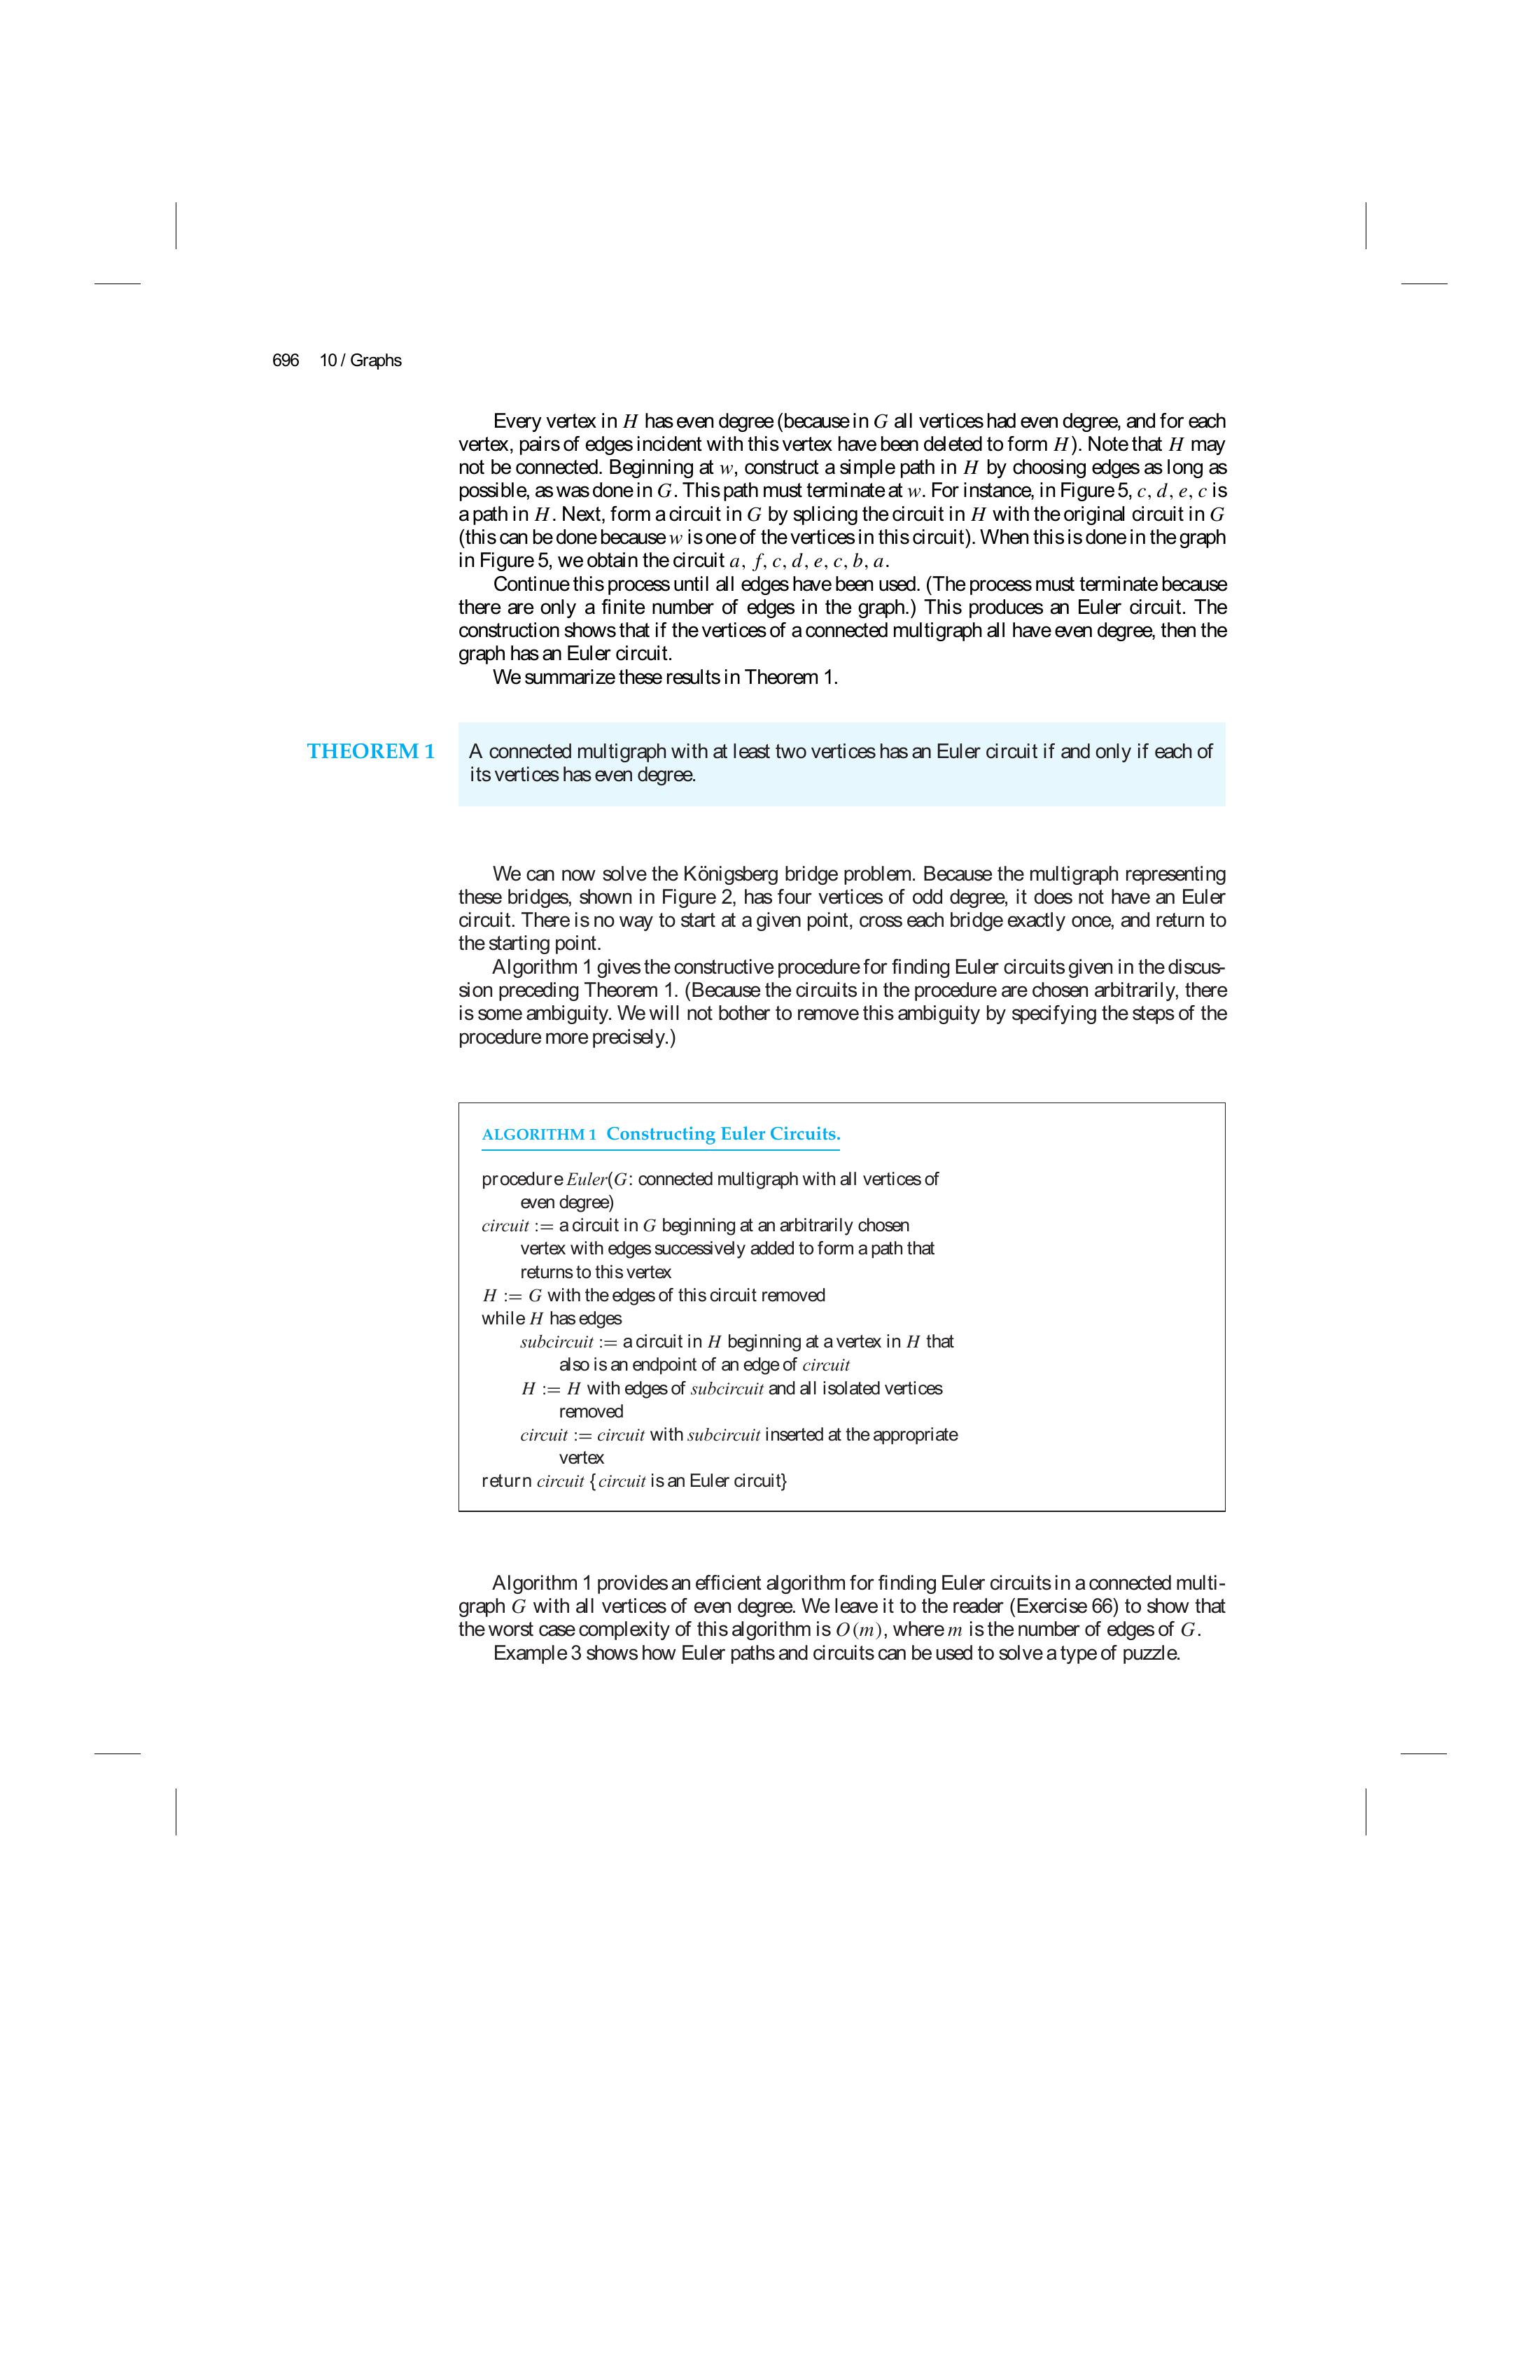 696 10 / Graphs
Every vertex in H has even degree (because in G all vertices had even degree, and for each
vertex, pairs of edges incident with this vertex have been deleted to form H). Note that H may
not be connected. Beginning at w, construct a simple path in H by choosing edges as long as
possible, as was done in G. This path must terminate at w. For instance, in Figure 5, c, d, e, c is
a path in H. Next, form a circuit in G by splicing the circuit in H with the original circuit in G
(this can be done because w is one of the vertices in this circuit). When this is done in the graph
in Figure 5, we obtain the circuit a, f, c, d, e, c, b, a.
Continue this process until all edges have been used. (The process must terminate because
there are only a finite number of edges in the graph.) This produces an Euler circuit. The
construction shows that if the vertices of a connected multigraph all have even degree, then the
graph has an Euler circuit.
We summarize these results in Theorem 1.
THEOREM 1 A connected multigraph with at least two vertices has an Euler circuit if and only if each of
its vertices has even degree.
We can now solve the Königsberg bridge problem. Because the multigraph representing
these bridges, shown in Figure 2, has four vertices of odd degree, it does not have an Euler
circuit. There is no way to start at a given point, cross each bridge exactly once, and return to
the starting point.
Algorithm 1 gives the constructive procedure for finding Euler circuits given in the discus-
sion preceding Theorem 1. (Because the circuits in the procedure are chosen arbitrarily, there
is some ambiguity. We will not bother to remove this ambiguity by specifying the steps of the
procedure more precisely.)
ALGORITHM 1 Constructing Euler Circuits.
procedure Euler(G: connected multigraph with all vertices of
even degree)
circuit := a circuit in G beginning at an arbitrarily chosen
vertex with edges successively added to form a path that
returns to this vertex
H := G with the edges of this circuit removed
while H has edges
subcircuit := a circuit in H beginning at a vertex in H that
also is an endpoint of an edge of circuit
H := H with edges of subcircuit and all isolated vertices
removed
circuit := circuit with subcircuit inserted at the appropriate
vertex
return circuit {circuit is an Euler circuit}
Algorithm 1 provides an efficient algorithm for finding Euler circuits in a connected multi-
graph G with all vertices of even degree. We leave it to the reader (Exercise 66) to show that
the worst case complexity of this algorithm is O(m), where m is the number of edges of G.
Example 3 shows how Euler paths and circuits can be used to solve a type of puzzle.